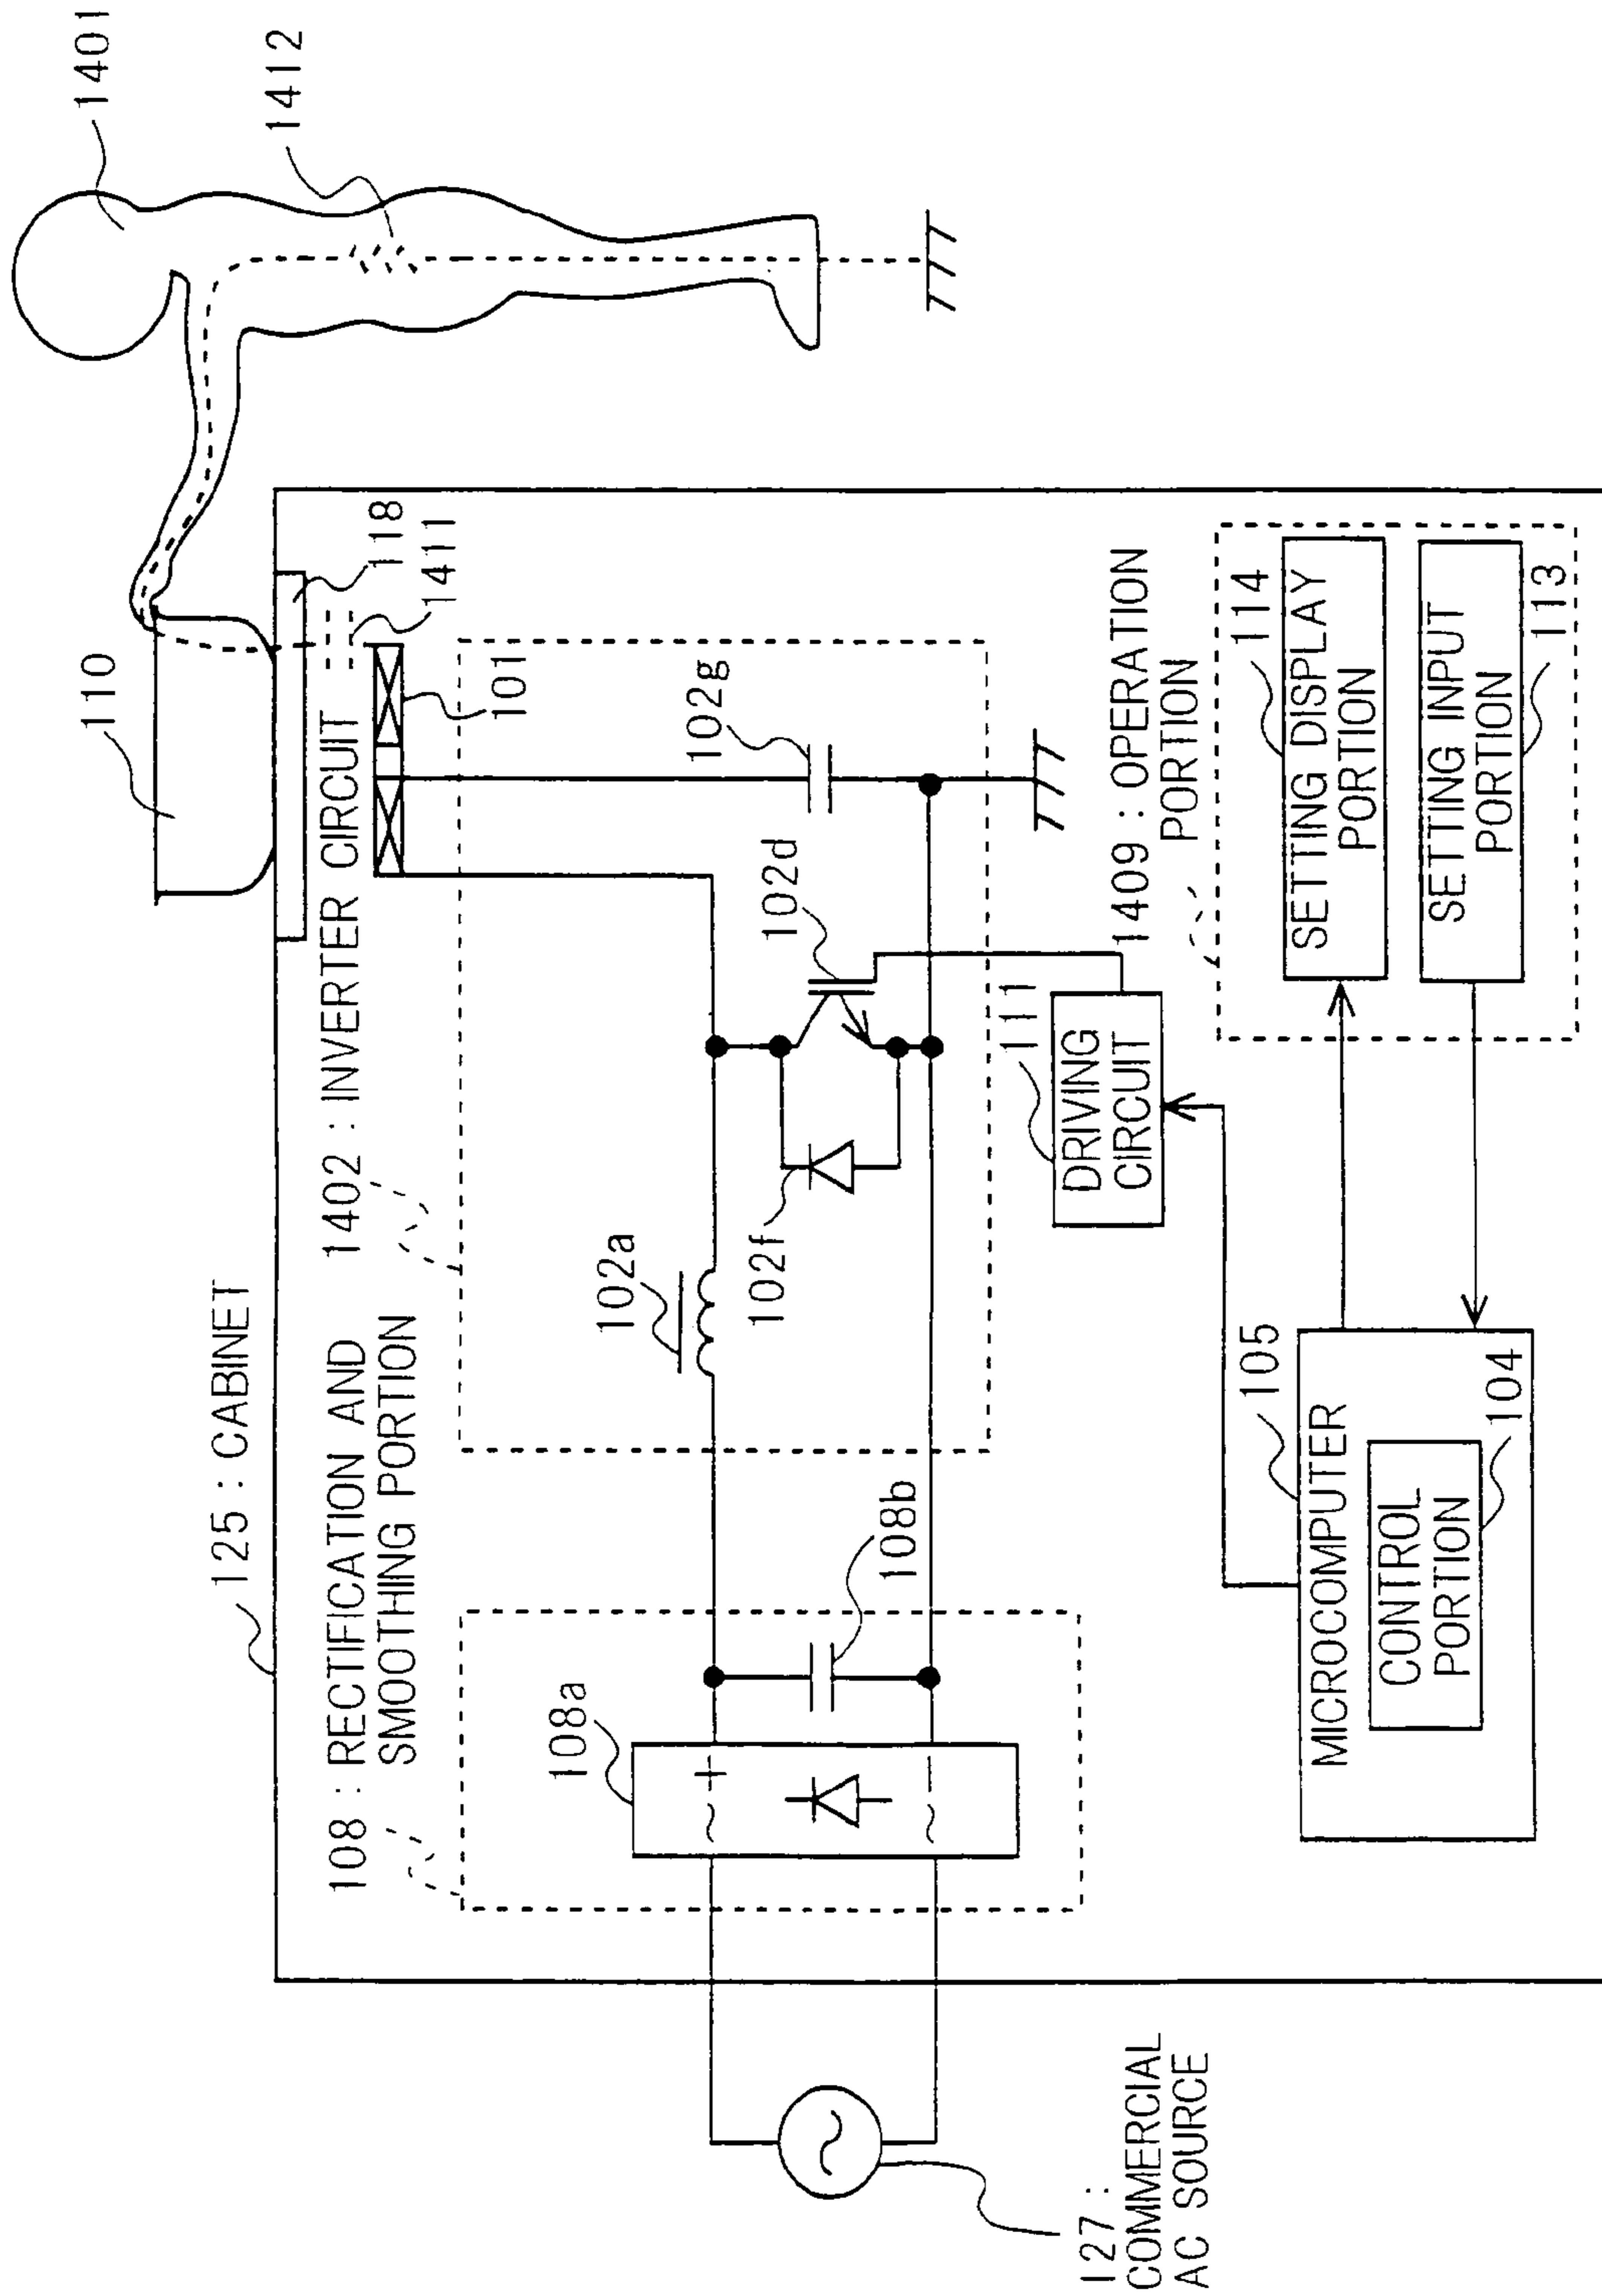 125 : CABINET
108 : RECTIFICATION AND
SMOOTHING PORTION
1402 : INVERTER CIRCUIT
110
1401
1412
118
1411
101
108a
~ +
~ −
108b
102a
102f
102d
102g
127 :
COMMERCIAL
AC SOURCE
111
DRIVING
CIRCUIT
1409 : OPERATION
PORTION
105
MICROCOMPUTER
CONTROL
PORTION
104
114
SETTING DISPLAY
PORTION
SETTING INPUT
PORTION
113